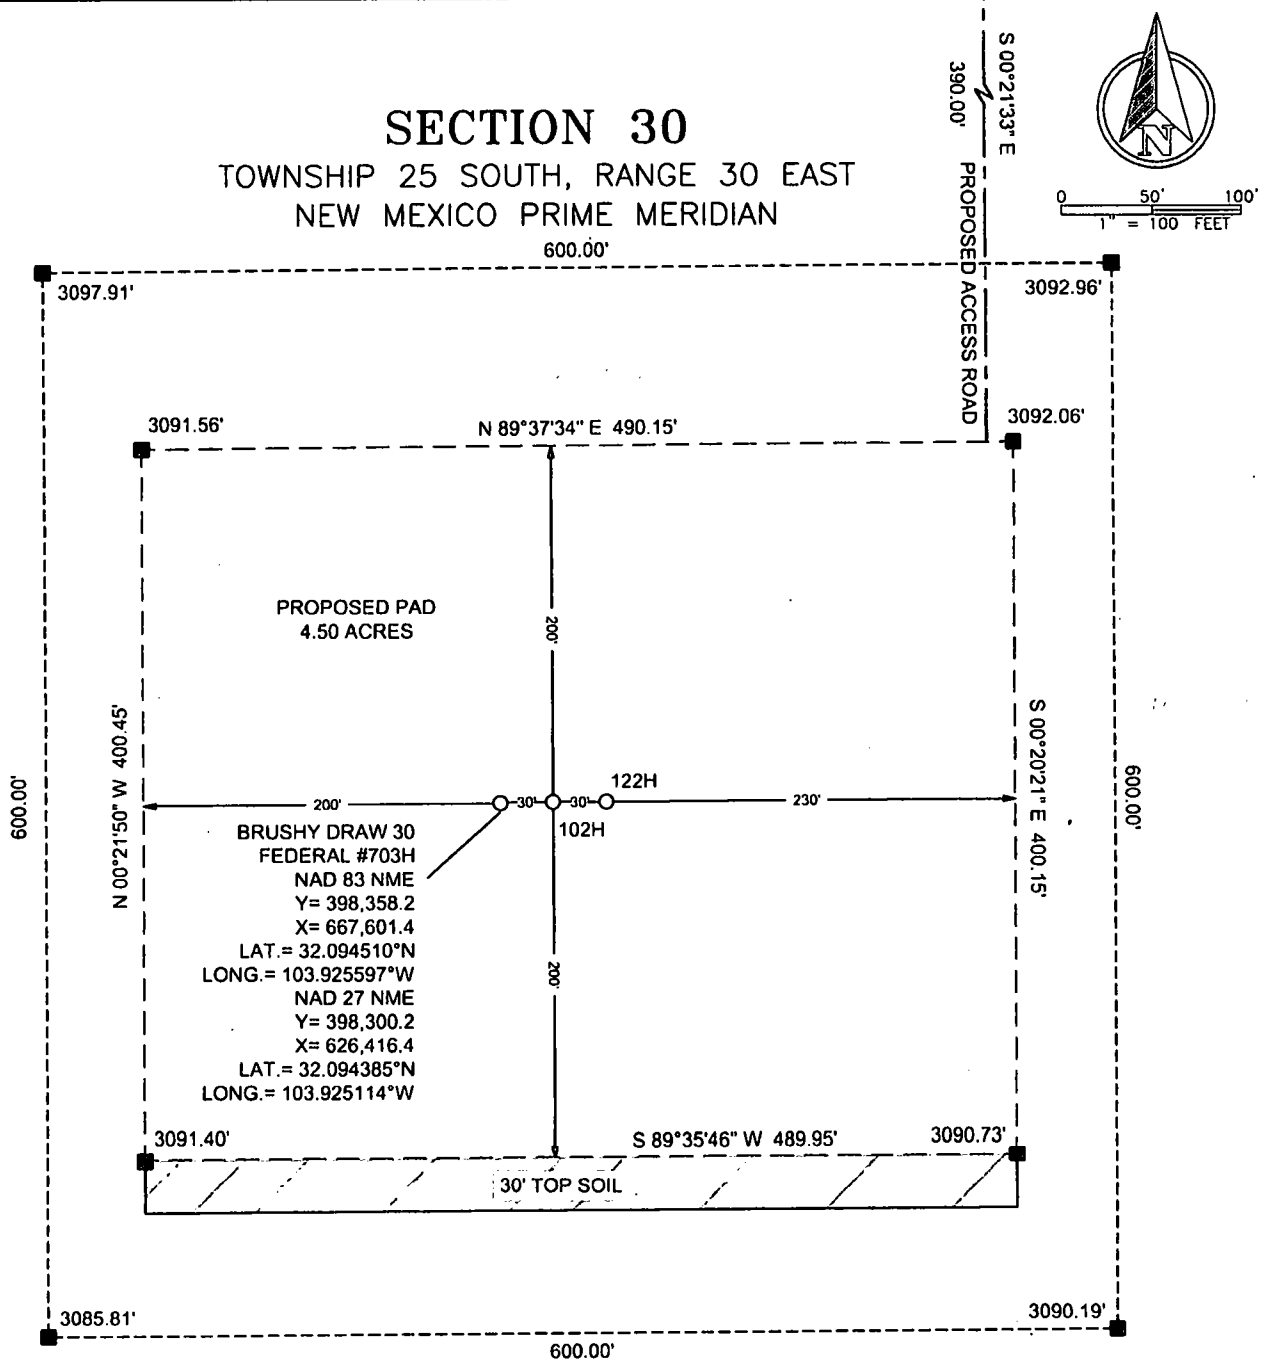 S 00°21'33" E
390.00'
PROPOSED ACCESS ROAD
N
0 50' 100'
1" = 100 FEET
SECTION 30
TOWNSHIP 25 SOUTH, RANGE 30 EAST
NEW MEXICO PRIME MERIDIAN
600.00'
3097.91'
3092.96'
3091.56'
N 89°37'34" E 490.15'
3092.06'
PROPOSED PAD
4.50 ACRES
200'
N 00°21'50" W 400.45'
S 00°20'21" E 400.15'
600.00'
600.00'
122H
200'
30'
30'
230'
102H
BRUSHY DRAW 30
FEDERAL #703H
NAD 83 NME
Y= 398,358.2
X= 667,601.4
LAT.= 32.094510°N
LONG.= 103.925597°W
NAD 27 NME
Y= 398,300.2
X= 626,416.4
LAT.= 32.094385°N
LONG.= 103.925114°W
200'
3091.40'
S 89°35'46" W 489.95'
3090.73'
30' TOP SOIL
3085.81'
3090.19'
600.00'